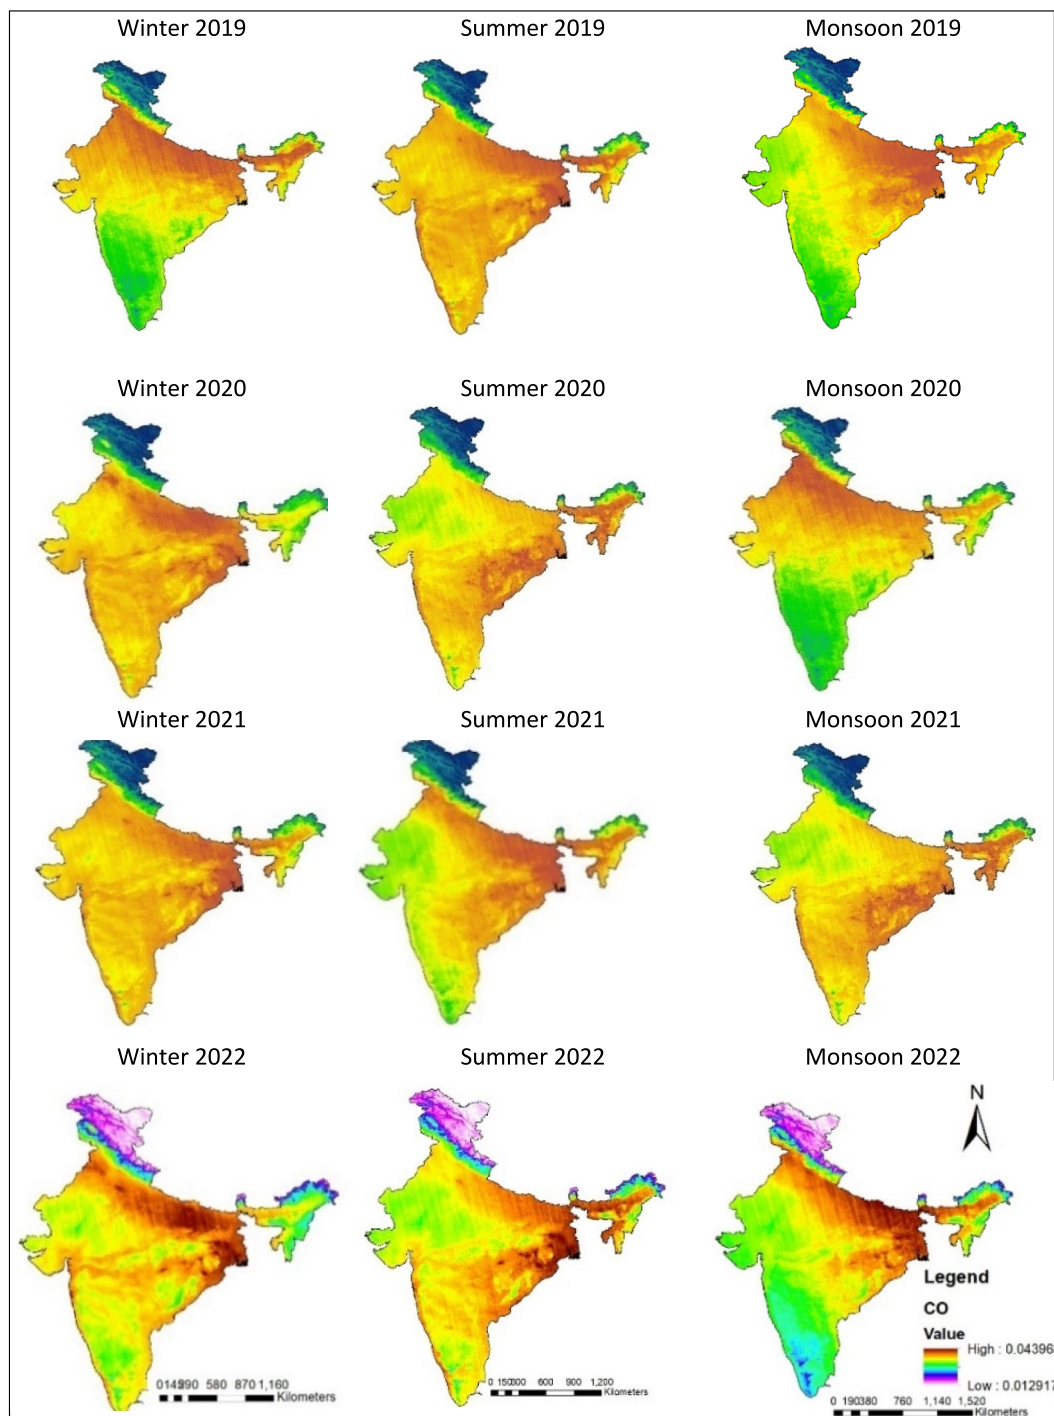 Winter 2019
Summer 2019
Monsoon 2019
Winter 2020
Summer 2020
Monsoon 2020
Winter 2021
Summer 2021
Monsoon 2021
Winter 2022
Summer 2022
Monsoon 2022
N
Legend
CO
Value
High : 0.04396
Low : 0.012917
580 870 1,160
Kilometers
0 150300 600 900 1,200
Kilometers
0 190380 760 1,140 1,520
Kilometers